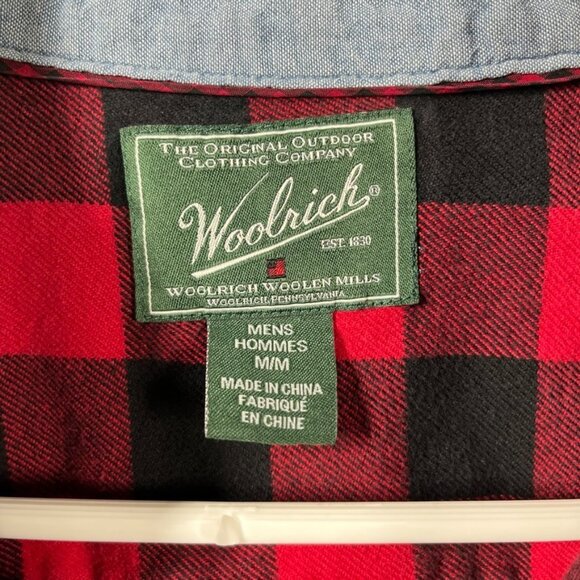 THE ORIGINAL OUTDOOR
CLOTHING COMPANY
Woolrich®
EST. 1830
WOOLRICH WOOLEN MILLS
WOOLRICH, PENNSYLVANIA
MENS
HOMMES
M/M
MADE IN CHINA
FABRIQUÉ
EN CHINE